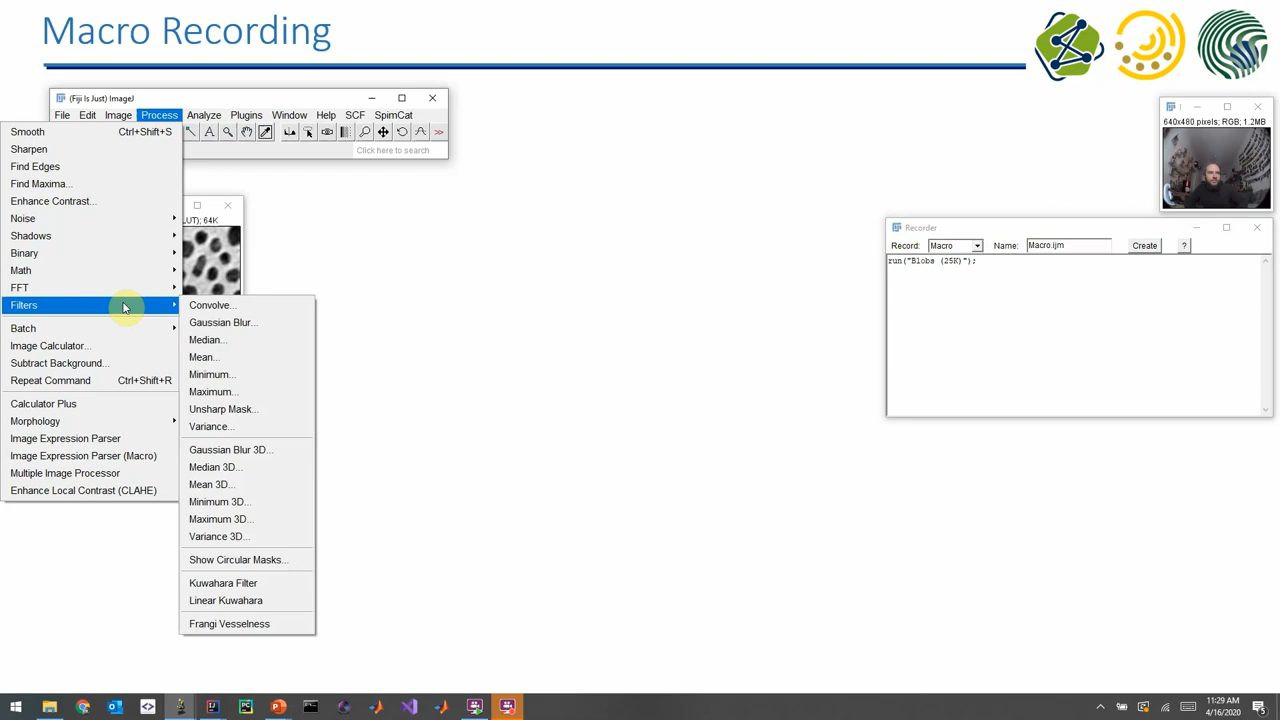 Macro Recording
(Fiji Is Just) ImageJ
File Edit Image Process Analyze Plugins Window Help SCF SpimCat
Click here to search
Smooth Ctrl+Shift+S
Sharpen
Find Edges
Find Maxima...
Enhance Contrast...
Noise
Shadows
Binary
Math
FFT
Filters
Batch
Image Calculator...
Subtract Background...
Repeat Command Ctrl+Shift+R
Calculator Plus
Morphology
Image Expression Parser
Image Expression Parser (Macro)
Multiple Image Processor
Enhance Local Contrast (CLAHE)
LUT); 64K
Convolve...
Gaussian Blur...
Median...
Mean...
Minimum...
Maximum...
Unsharp Mask...
Variance...
Gaussian Blur 3D...
Median 3D...
Mean 3D...
Minimum 3D...
Maximum 3D...
Variance 3D...
Show Circular Masks...
Kuwahara Filter
Linear Kuwahara
Frangi Vesselness
640x480 pixels; RGB; 1.2MB
Recorder
Record: Macro Name: Macro.ijm Create ?
run("Blobs (25K)");
11:29 AM
4/16/2020